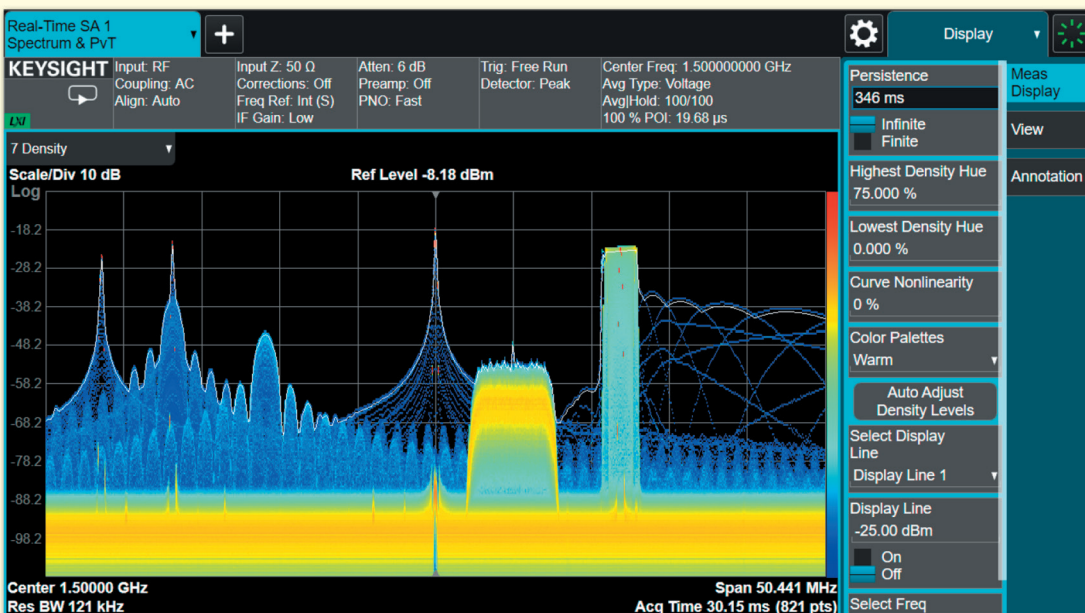 Real-Time SA 1
Spectrum & PvT
+
Display
KEYSIGHT
LXI
Input: RF
Coupling: AC
Align: Auto
Input Z: 50 Ω
Corrections: Off
Freq Ref: Int (S)
IF Gain: Low
Atten: 6 dB
Preamp: Off
PNO: Fast
Trig: Free Run
Detector: Peak
Center Freq: 1.500000000 GHz
Avg Type: Voltage
Avg|Hold: 100/100
100 % POI: 19.68 µs
7 Density
Scale/Div 10 dB
Ref Level -8.18 dBm
Log
-18.2
-28.2
-38.2
-48.2
-58.2
-68.2
-78.2
-88.2
-98.2
Center 1.50000 GHz
Span 50.441 MHz
Res BW 121 kHz
Acq Time 30.15 ms (821 pts)
Persistence
346 ms
Infinite
Finite
Highest Density Hue
75.000 %
Lowest Density Hue
0.000 %
Curve Nonlinearity
0 %
Color Palettes
Warm
Auto Adjust
Density Levels
Select Display
Line
Display Line 1
Display Line
-25.00 dBm
On
Off
Select Freq
Meas
Display
View
Annotation